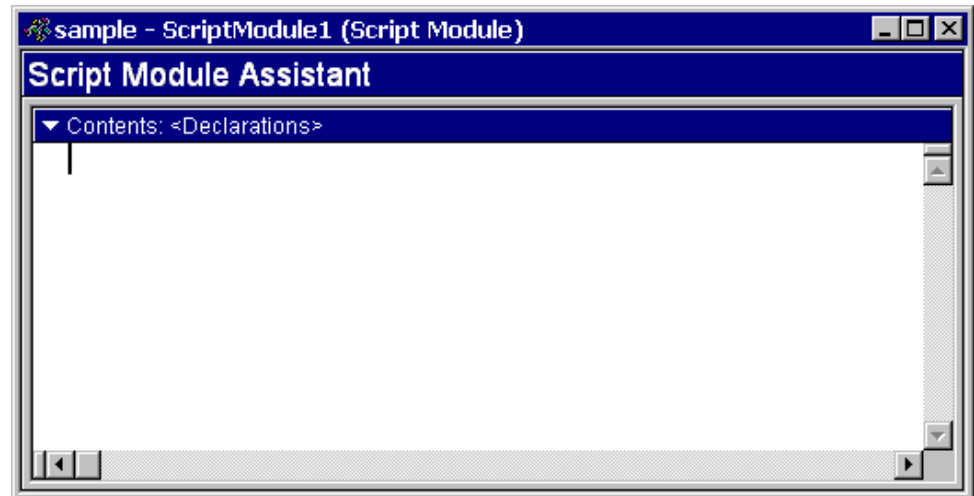 sample - ScriptModule1 (Script Module)
Script Module Assistant
Contents: <Declarations>